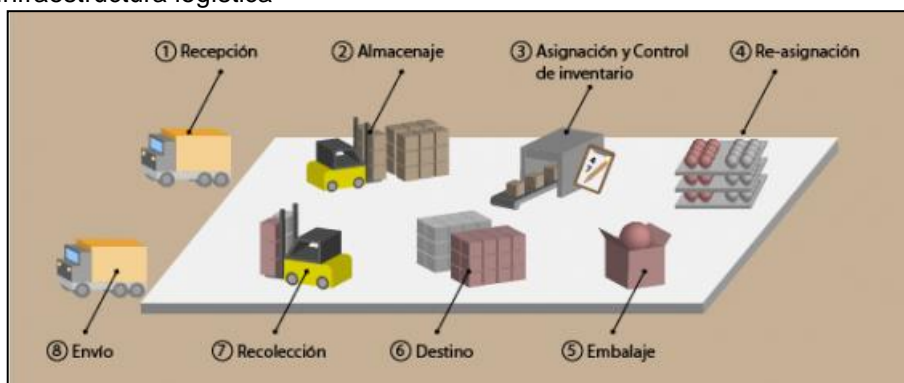 Infraestructura logística
① Recepción
② Almacenaje
③ Asignación y Control
de inventario
④ Re-asignación
⑧ Envío
⑦ Recolección
⑥ Destino
⑤ Embalaje